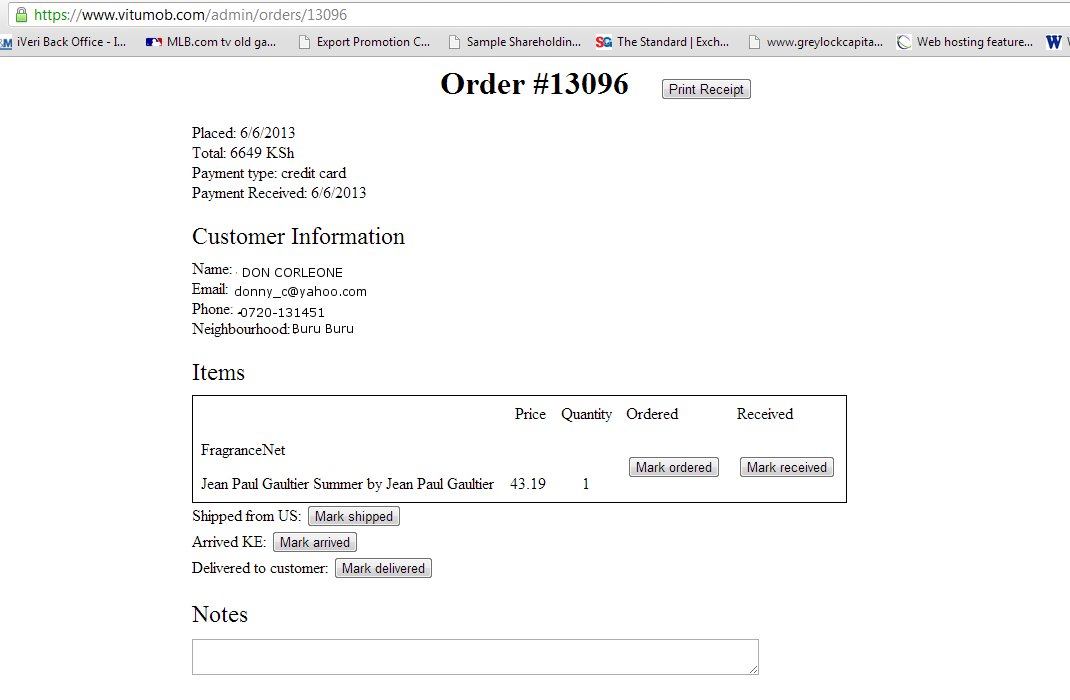 https://www.vitumob.com/admin/orders/13096
iVeri Back Office - I... MLB.com tv old ga... Export Promotion C... Sample Shareholdin... SG The Standard | Exch... www.greylockcapita... Web hosting feature... W
Order #13096 Print Receipt
Placed: 6/6/2013
Total: 6649 KSh
Payment type: credit card
Payment Received: 6/6/2013
Customer Information
Name: DON CORLEONE
Email: donny_c@yahoo.com
Phone: -0720-131451
Neighbourhood: Buru Buru
Items
Price Quantity Ordered Received
FragranceNet
Mark ordered Mark received
Jean Paul Gaultier Summer by Jean Paul Gaultier 43.19 1
Shipped from US: Mark shipped
Arrived KE: Mark arrived
Delivered to customer: Mark delivered
Notes